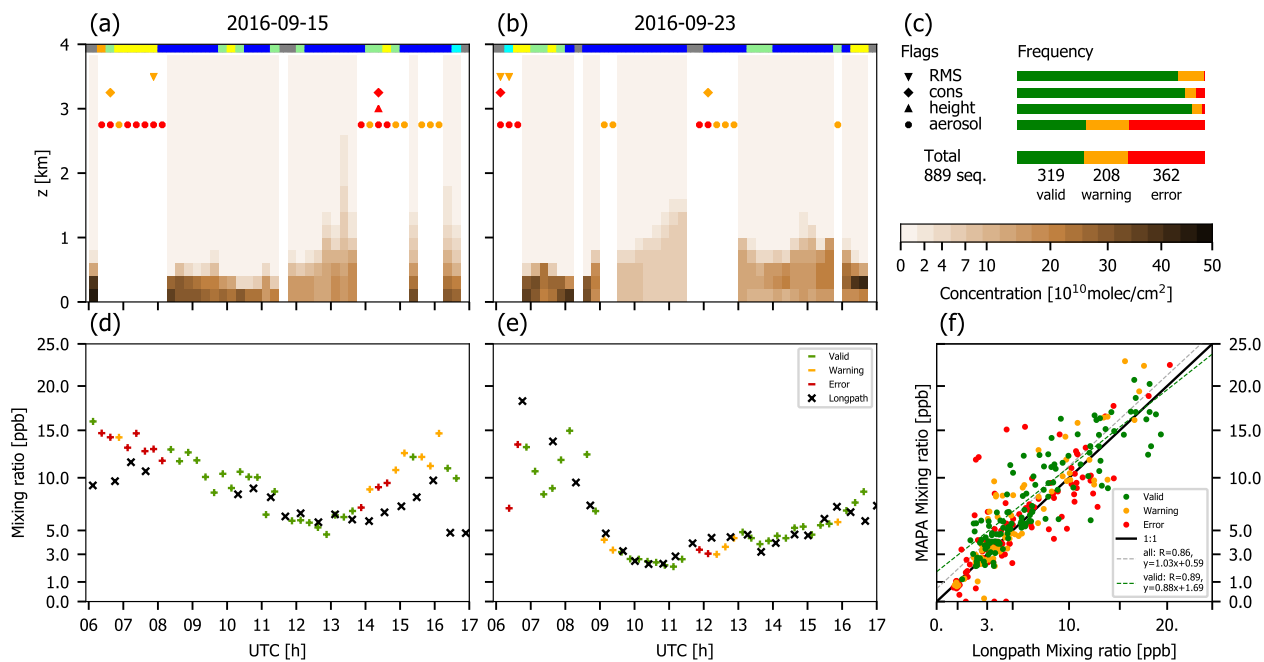 (a) 2016-09-15
(b) 2016-09-23
(c)
Flags Frequency
RMS
cons
height
aerosol
Total
889 seq.
319 208 362
valid warning error
4
3
2
1
0
z [km]
06 07 08 09 10 11 12 13 14 15 16 17
06 07 08 09 10 11 12 13 14 15 16 17
0 2 4 7 10 20 30 40 50
Concentration [10¹⁰molec/cm²]
(d)
25.0
20.0
15.0
10.0
5.0
3.0
1.0
0.0
Mixing ratio [ppb]
UTC [h]
(e)
Valid
Warning
Error
Longpath
UTC [h]
(f)
25.0
20.0
15.0
10.0
5.0
3.0
1.0
0.0
MAPA Mixing ratio [ppb]
Valid
Warning
Error
1:1
all: R=0.86,
y=1.03x+0.59
valid: R=0.89,
y=0.88x+1.69
0. 3. 10. 20.
Longpath Mixing ratio [ppb]